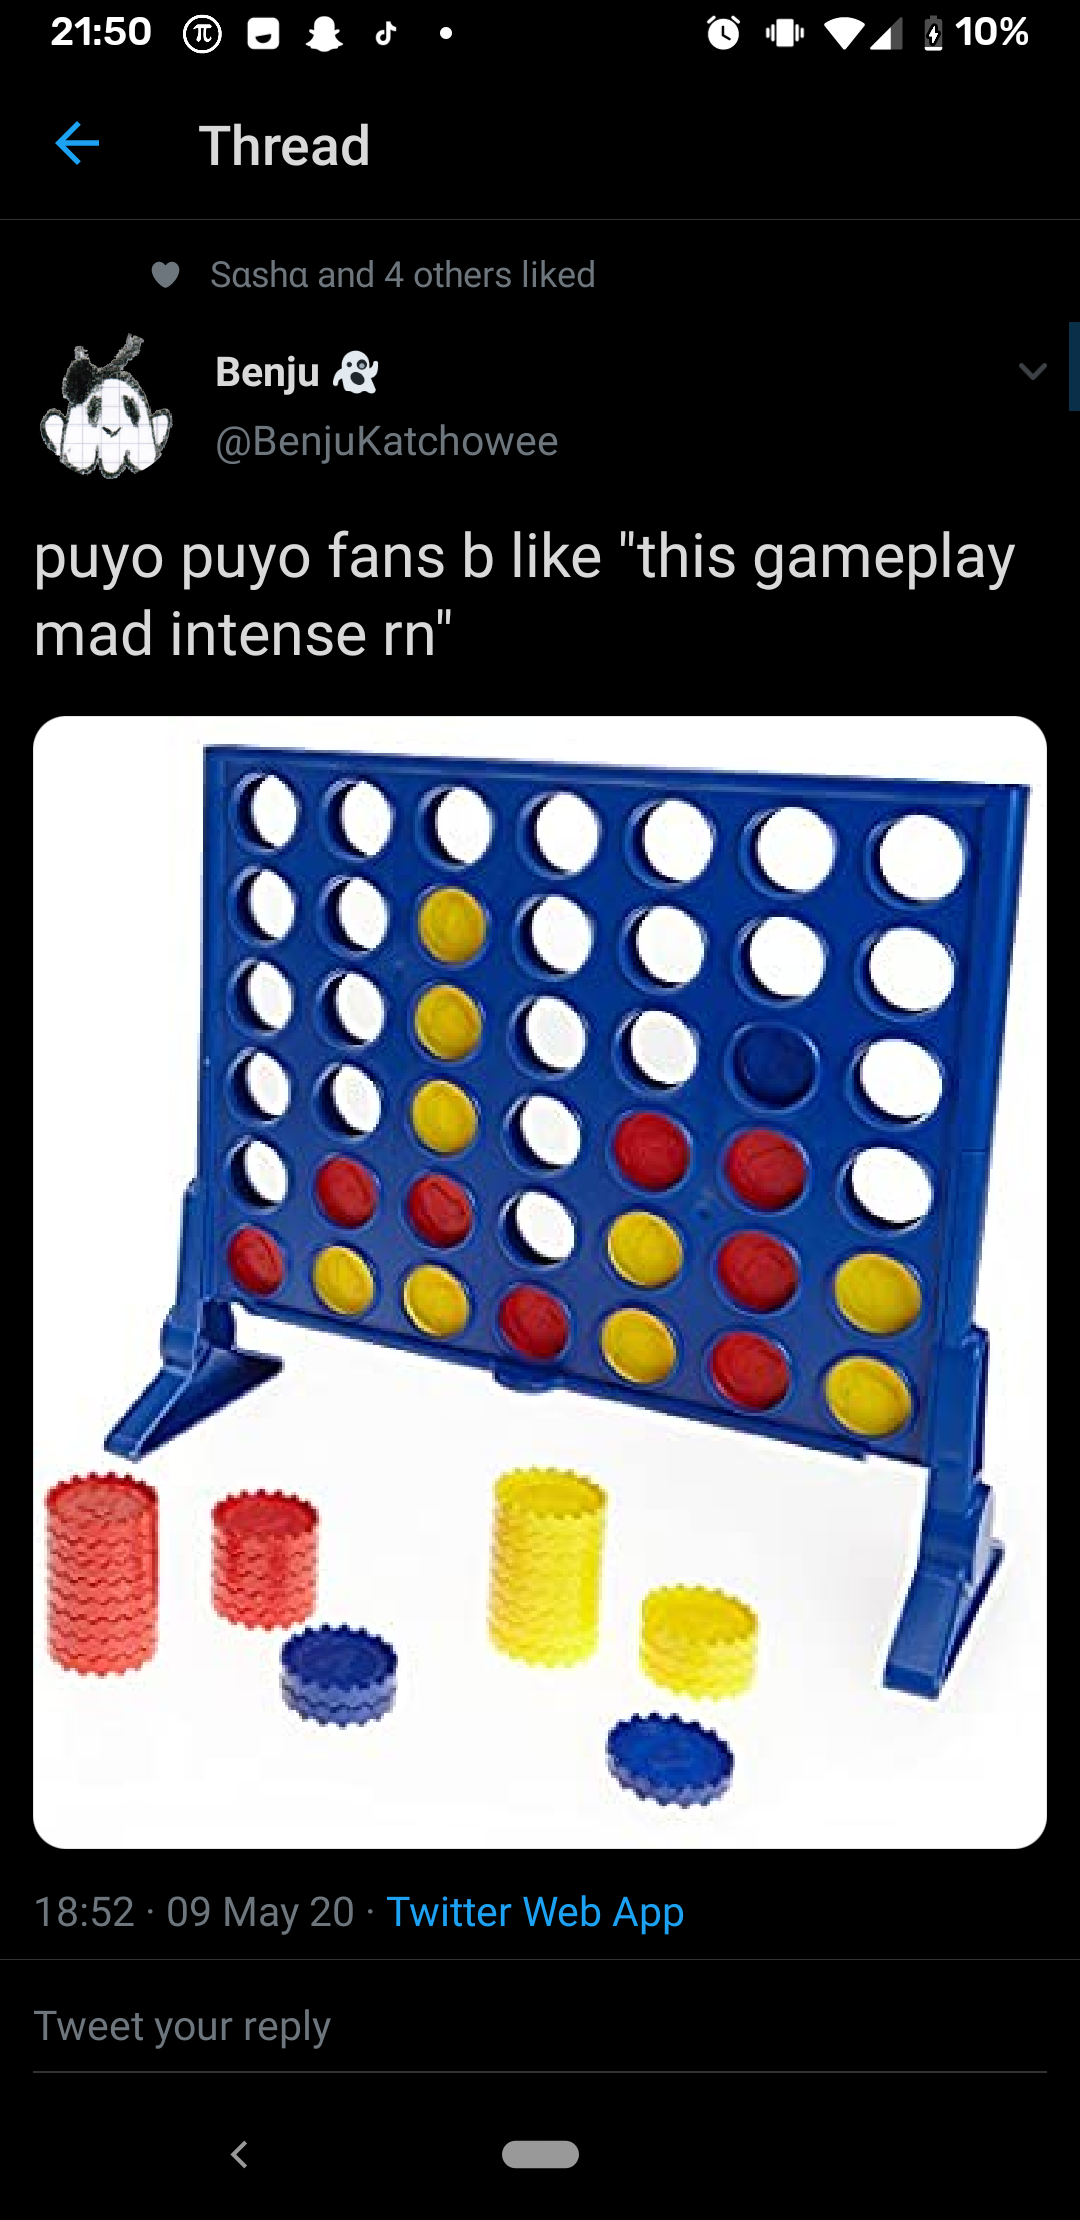 21:50
10%
Thread
Sαshα and 4 others liked
Benju 👻
@BenjuKatchowee
puyo puyo fans b like "this gameplay
mad intense rn"
18:52 · 09 May 20 · Twitter Web App
Tweet your reply